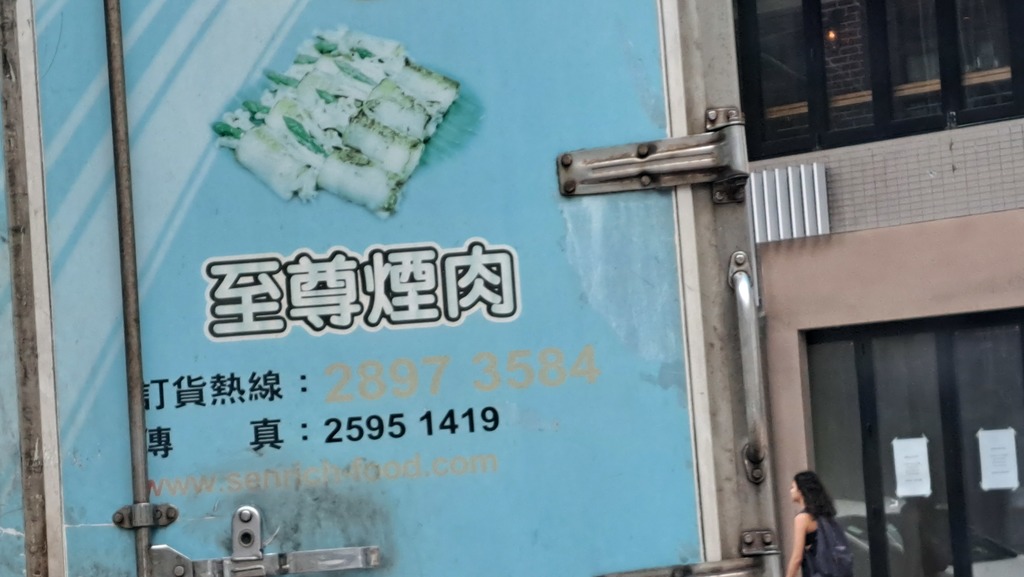 至尊煙肉
訂貨熱線：2897 3584
傳　真：2595 1419
www.senrich-food.com